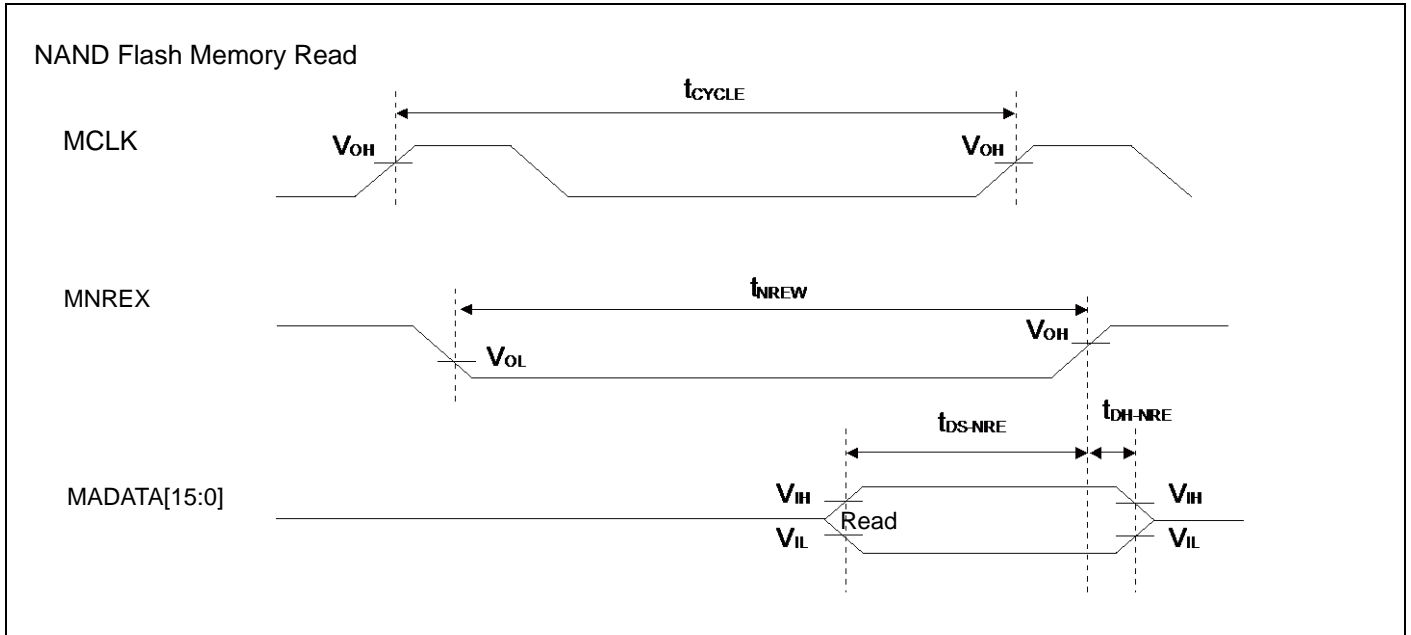 NAND Flash Memory Read
tCYCLE
MCLK
VOH
VOH
MNREX
tNREW
VOH
VOL
tDS-NRE
tDH-NRE
MADATA[15:0]
VIH
VIH
Read
VIL
VIL